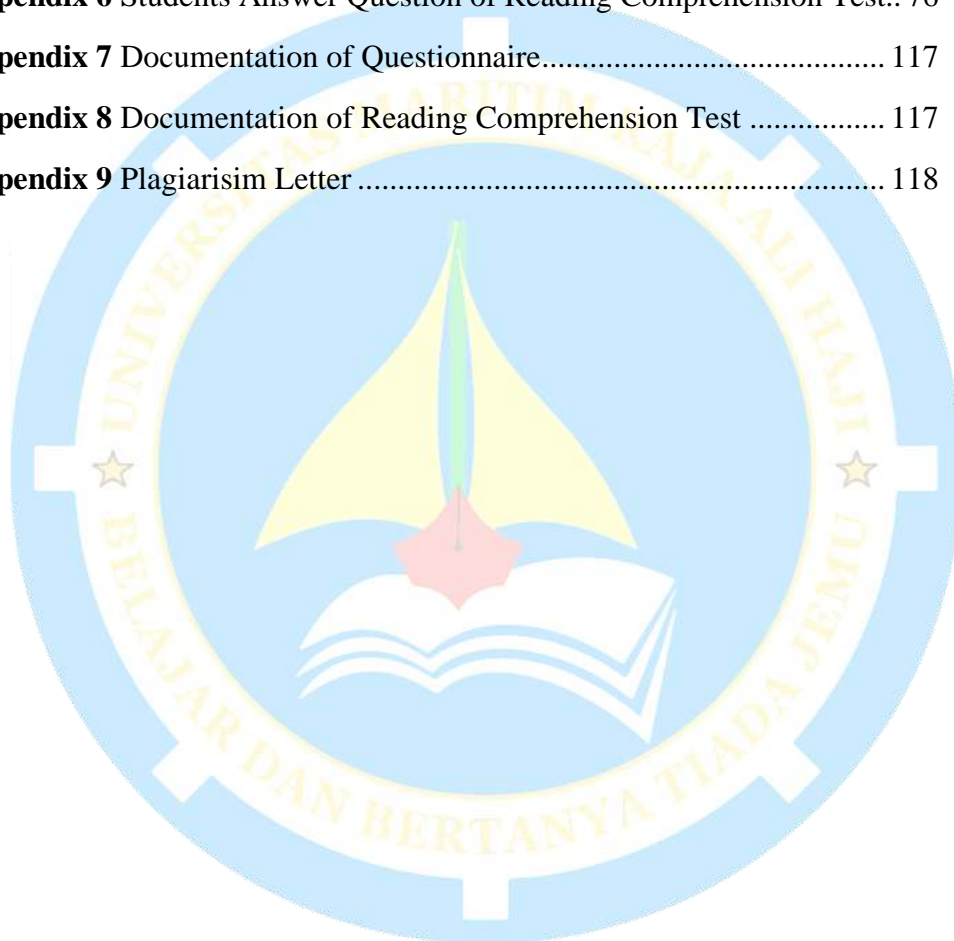 pendix 6 Students Answer Question of Reading Comprehension Test.. 76
pendix 7 Documentation of Questionnaire........................................... 117
pendix 8 Documentation of Reading Comprehension Test ................. 117
pendix 9 Plagiarisim Letter .................................................................. 118
UNIVERSITAS MARITIM RAJA ALI HAJI
BELAJAR DAN BERTANYA TIADA JEMU